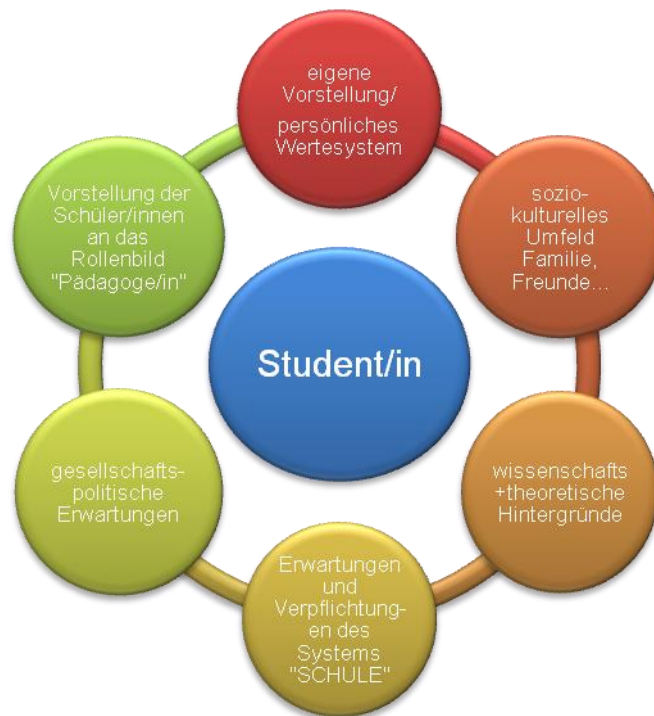 eigene
Vorstellung/
persönliches
Wertesystem
sozio-
kulturelles
Umfeld
Familie,
Freunde...
wissenschafts
+theoretische
Hintergründe
Erwartungen
und
Verpflichtung-
en des
Systems
"SCHULE"
gesellschafts-
politische
Erwartungen
Vorstellung der
Schüler/innen
an das
Rollenbild
"Pädagoge/in"
Student/in